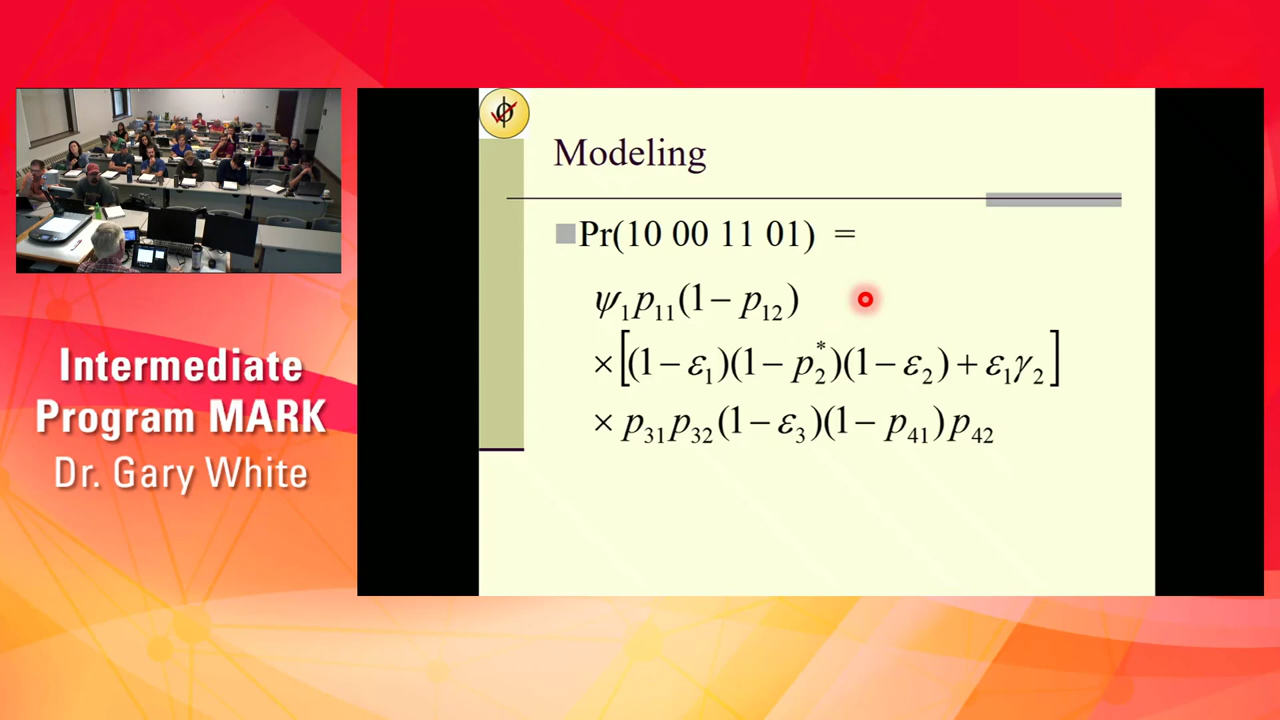 Modeling
Pr(10 00 11 01) =
ψ₁p₁₁(1 − p₁₂)
×[(1 − ε₁)(1 − p₂*)(1 − ε₂) + ε₁γ₂]
× p₃₁p₃₂(1 − ε₃)(1 − p₄₁)p₄₂
Intermediate
Program MARK
Dr. Gary White